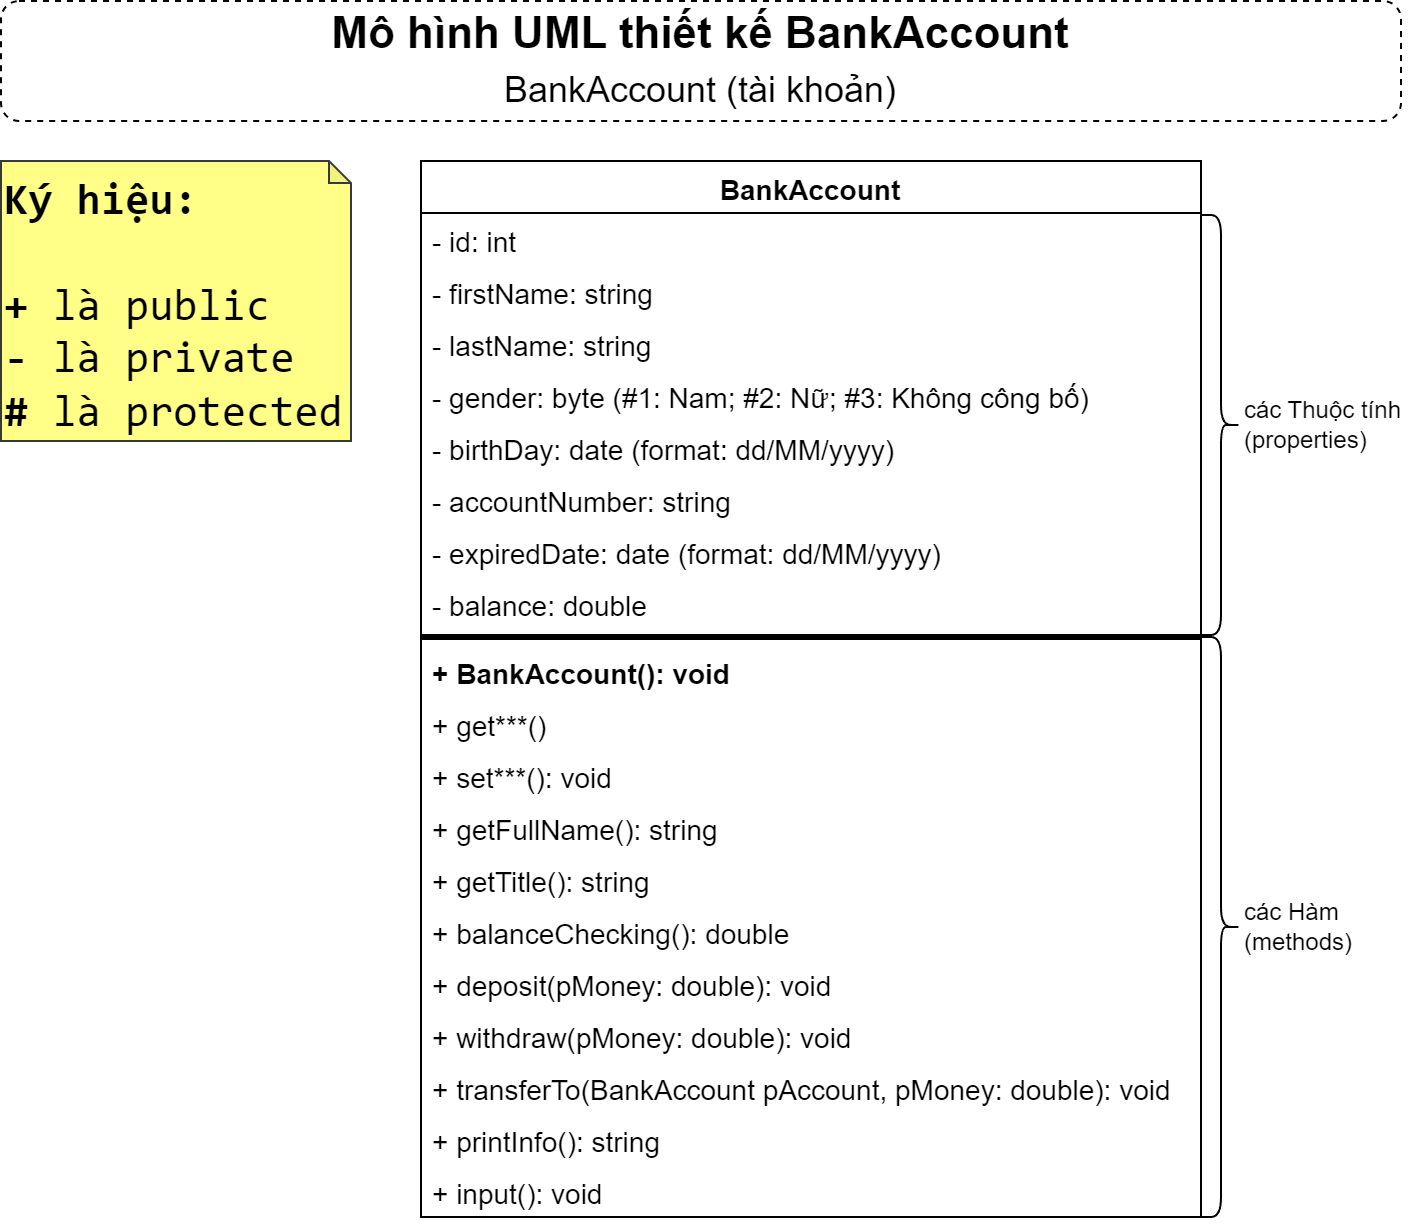 Mô hình UML thiết kế BankAccount
BankAccount (tài khoản)
Ký hiệu:
+ là public
- là private
# là protected
BankAccount
- id: int
- firstName: string
- lastName: string
- gender: byte (#1: Nam; #2: Nữ; #3: Không công bố)
- birthDay: date (format: dd/MM/yyyy)
- accountNumber: string
- expiredDate: date (format: dd/MM/yyyy)
- balance: double
các Thuộc tính
(properties)
+ BankAccount(): void
+ get***()
+ set***(): void
+ getFullName(): string
+ getTitle(): string
+ balanceChecking(): double
+ deposit(pMoney: double): void
+ withdraw(pMoney: double): void
+ transferTo(BankAccount pAccount, pMoney: double): void
+ printInfo(): string
+ input(): void
các Hàm
(methods)